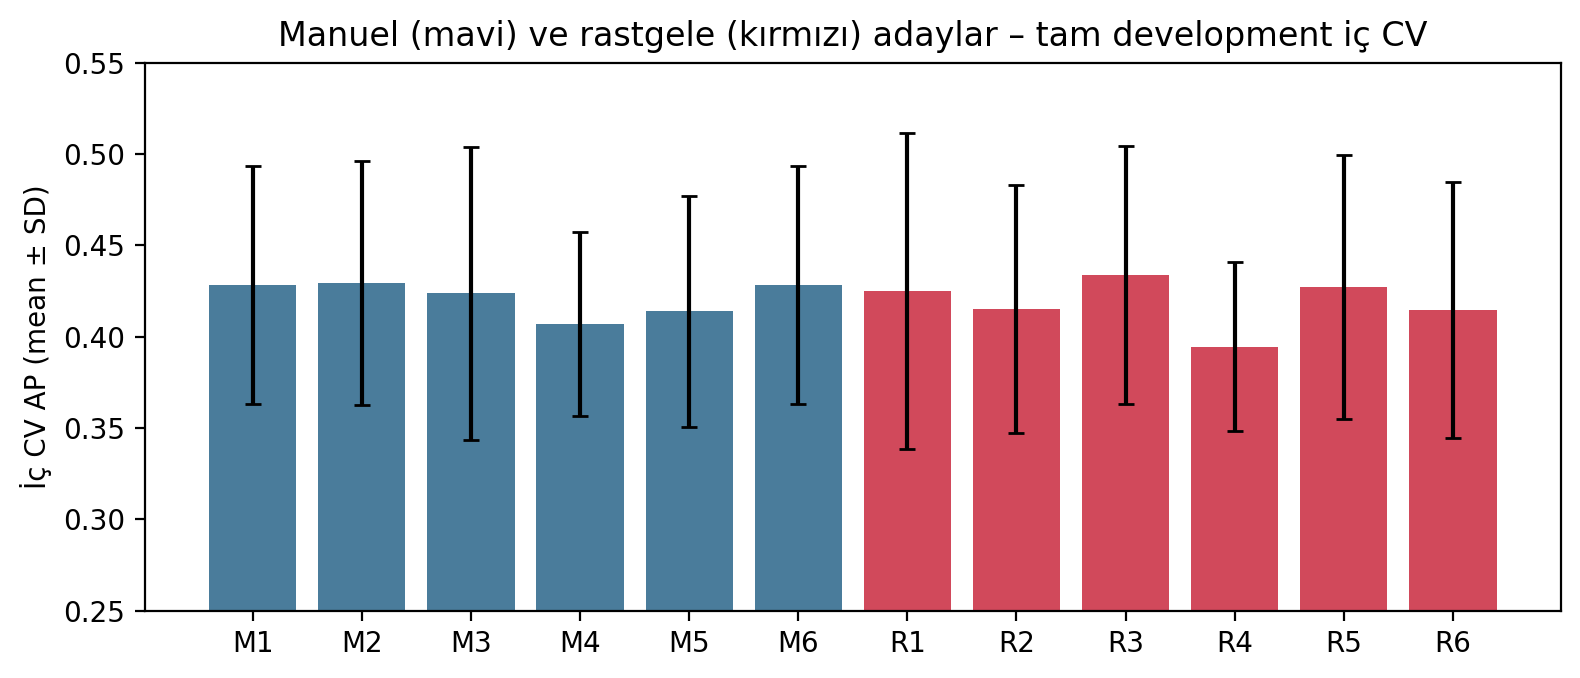 Manuel (mavi) ve rastgele (kırmızı) adaylar – tam development iç CV
İç CV AP (mean ± SD)
0.55
0.50
0.45
0.40
0.35
0.30
0.25
M1 M2 M3 M4 M5 M6 R1 R2 R3 R4 R5 R6